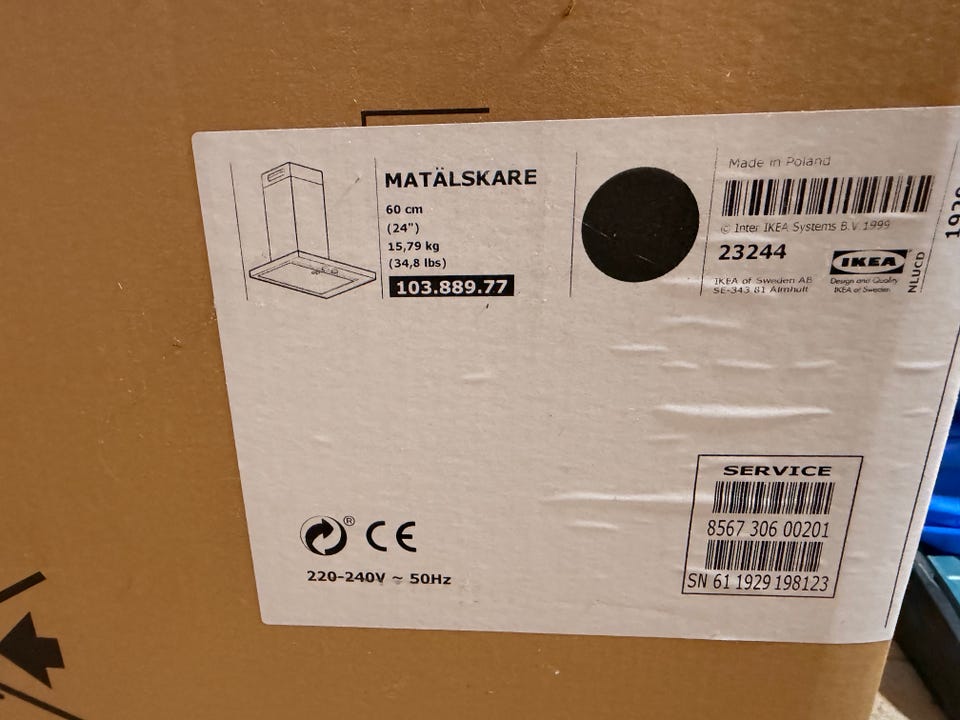 MATÄLSKARE
60 cm
(24")
15,79 kg
(34,8 lbs)
103.889.77
Made in Poland
© Inter IKEA Systems B.V. 1999
23244
IKEA of Sweden AB
SE-343 81 Älmhult
IKEA
Design and Quality
IKEA of Sweden
NLUCD
SERVICE
8567 306 00201
SN 61 1929 198123
® CE
220-240V ~ 50Hz